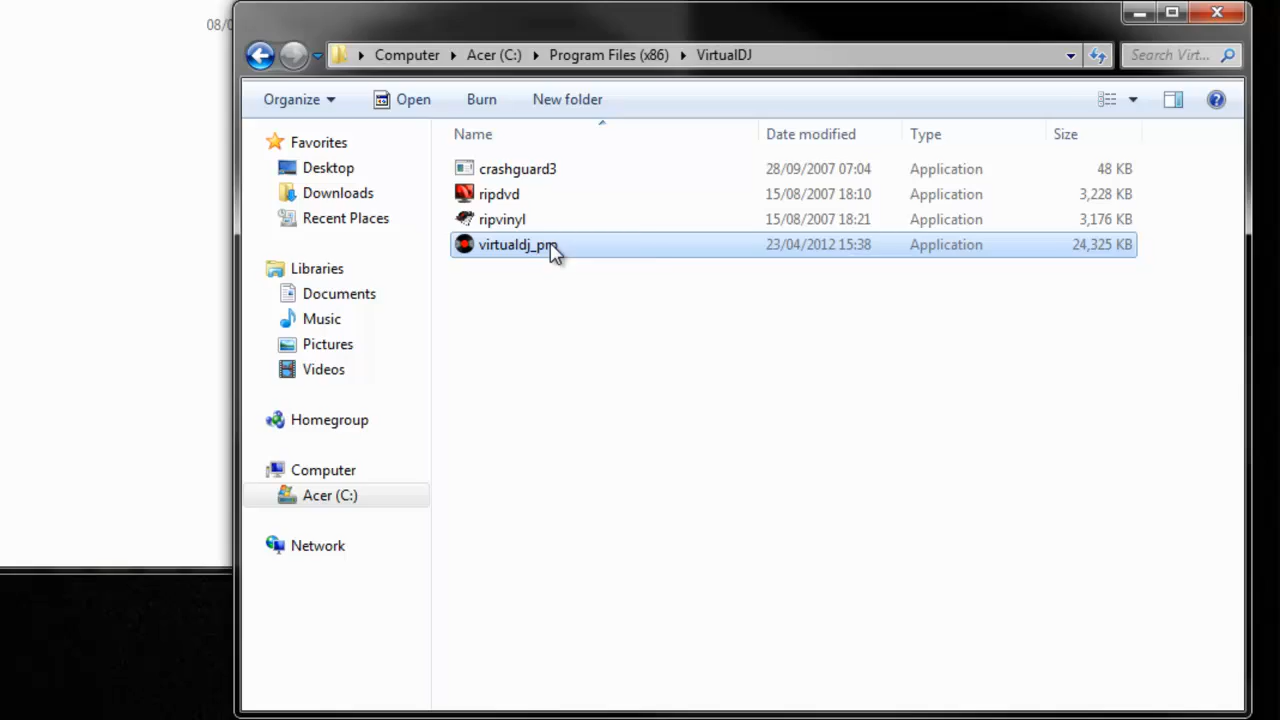 08/0
Computer Acer (C:) Program Files (x86) VirtualDJ Search Virt...
Organize Open Burn New folder
Name Date modified Type Size
Favorites
Desktop
Downloads
Recent Places
Libraries
Documents
Music
Pictures
Videos
Homegroup
Computer
Acer (C:)
Network
crashguard3 28/09/2007 07:04 Application 48 KB
ripdvd 15/08/2007 18:10 Application 3,228 KB
ripvinyl 15/08/2007 18:21 Application 3,176 KB
virtualdj_pro 23/04/2012 15:38 Application 24,325 KB